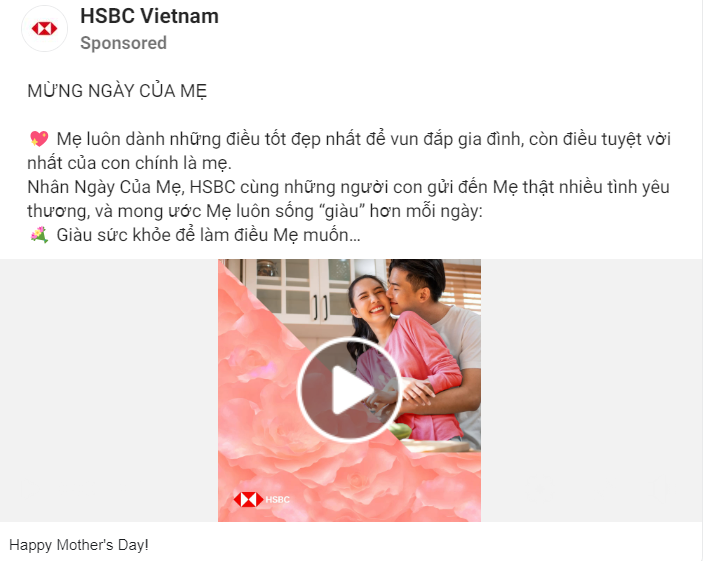 HSBC Vietnam
Sponsored
MỪNG NGÀY CỦA MẸ
💖 Mẹ luôn dành những điều tốt đẹp nhất để vun đắp gia đình, còn điều tuyệt vời
nhất của con chính là mẹ.
Nhân Ngày Của Mẹ, HSBC cùng những người con gửi đến Mẹ thật nhiều tình yêu
thương, và mong ước Mẹ luôn sống “giàu” hơn mỗi ngày:
💐 Giàu sức khỏe để làm điều Mẹ muốn…
HSBC
Happy Mother's Day!